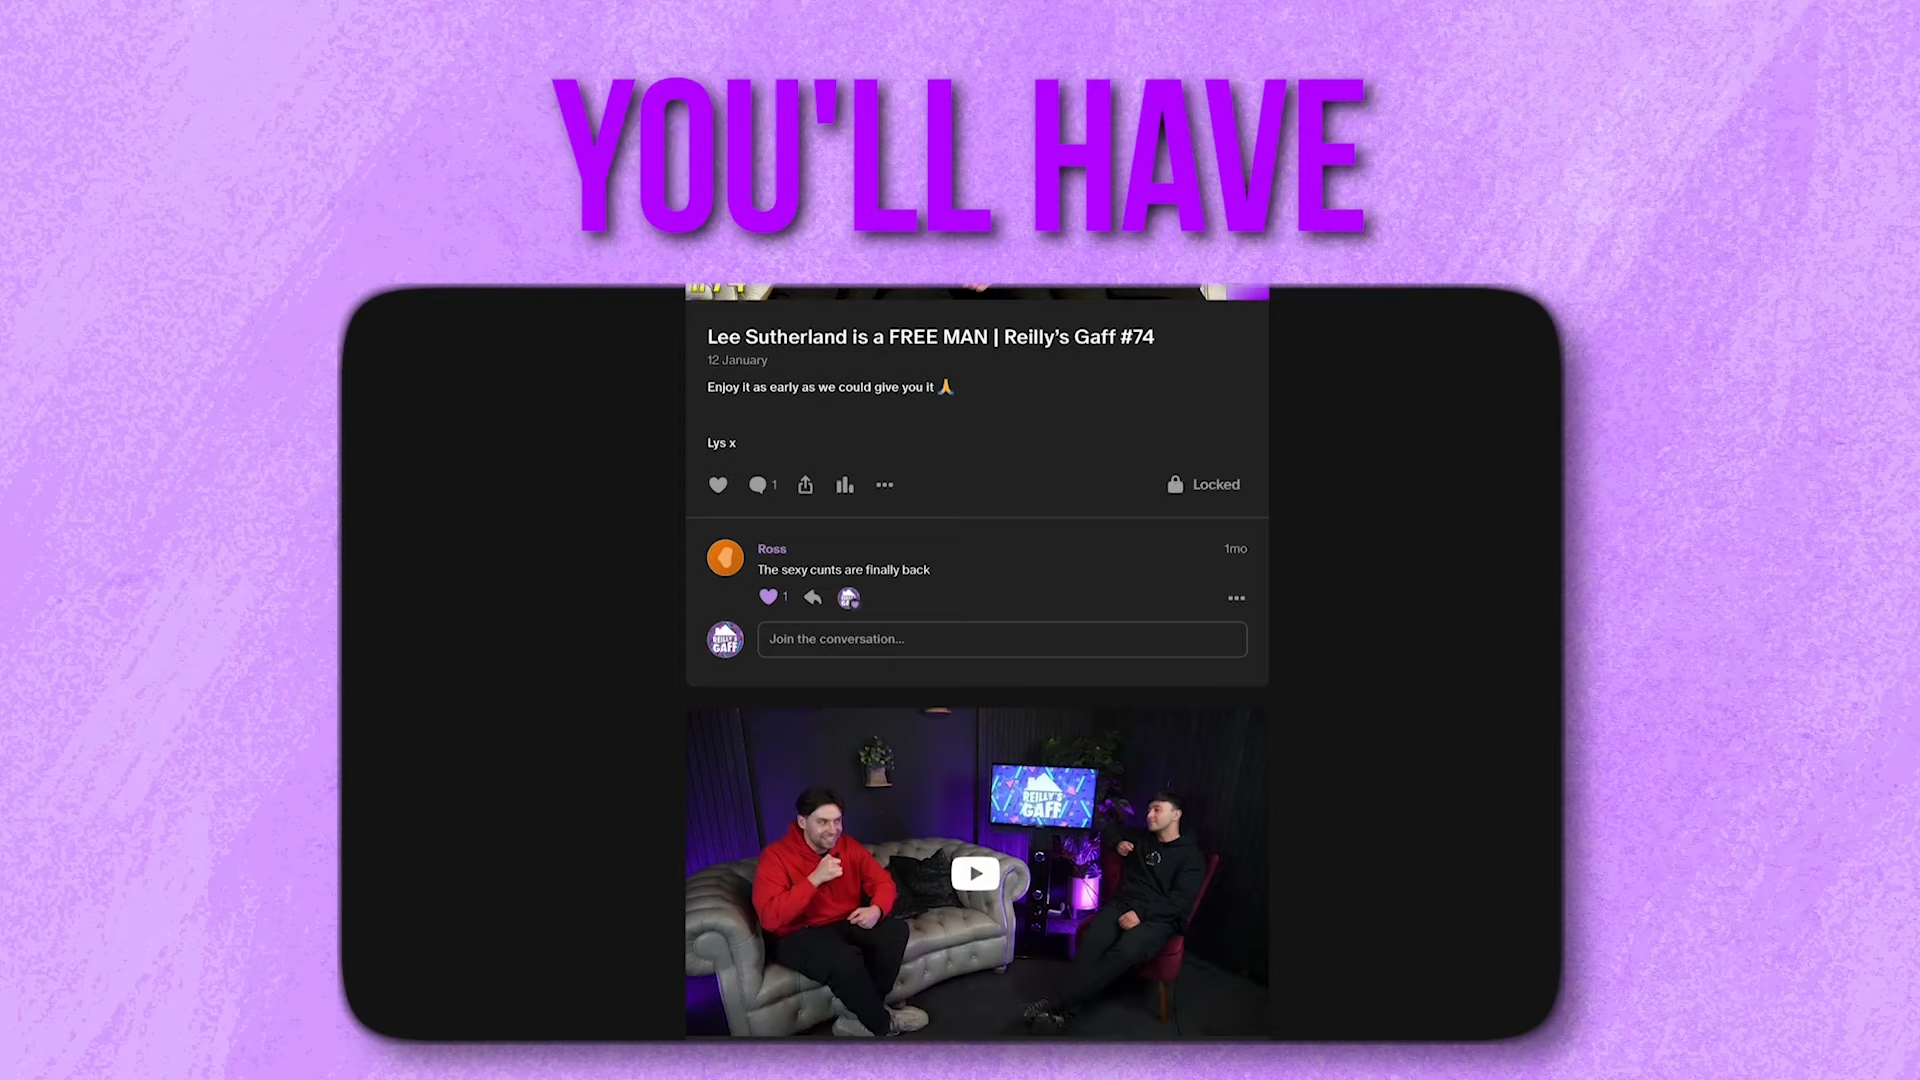 YOU'LL HAVE
Lee Sutherland is a FREE MAN | Reilly's Gaff #74
12 January
Enjoy it as early as we could give you it 🙏
Lys x
1
Locked
Ross
1mo
The sexy cunts are finally back
1
REILLY'S
GAFF
Join the conversation...
REILLY'S
GAFF